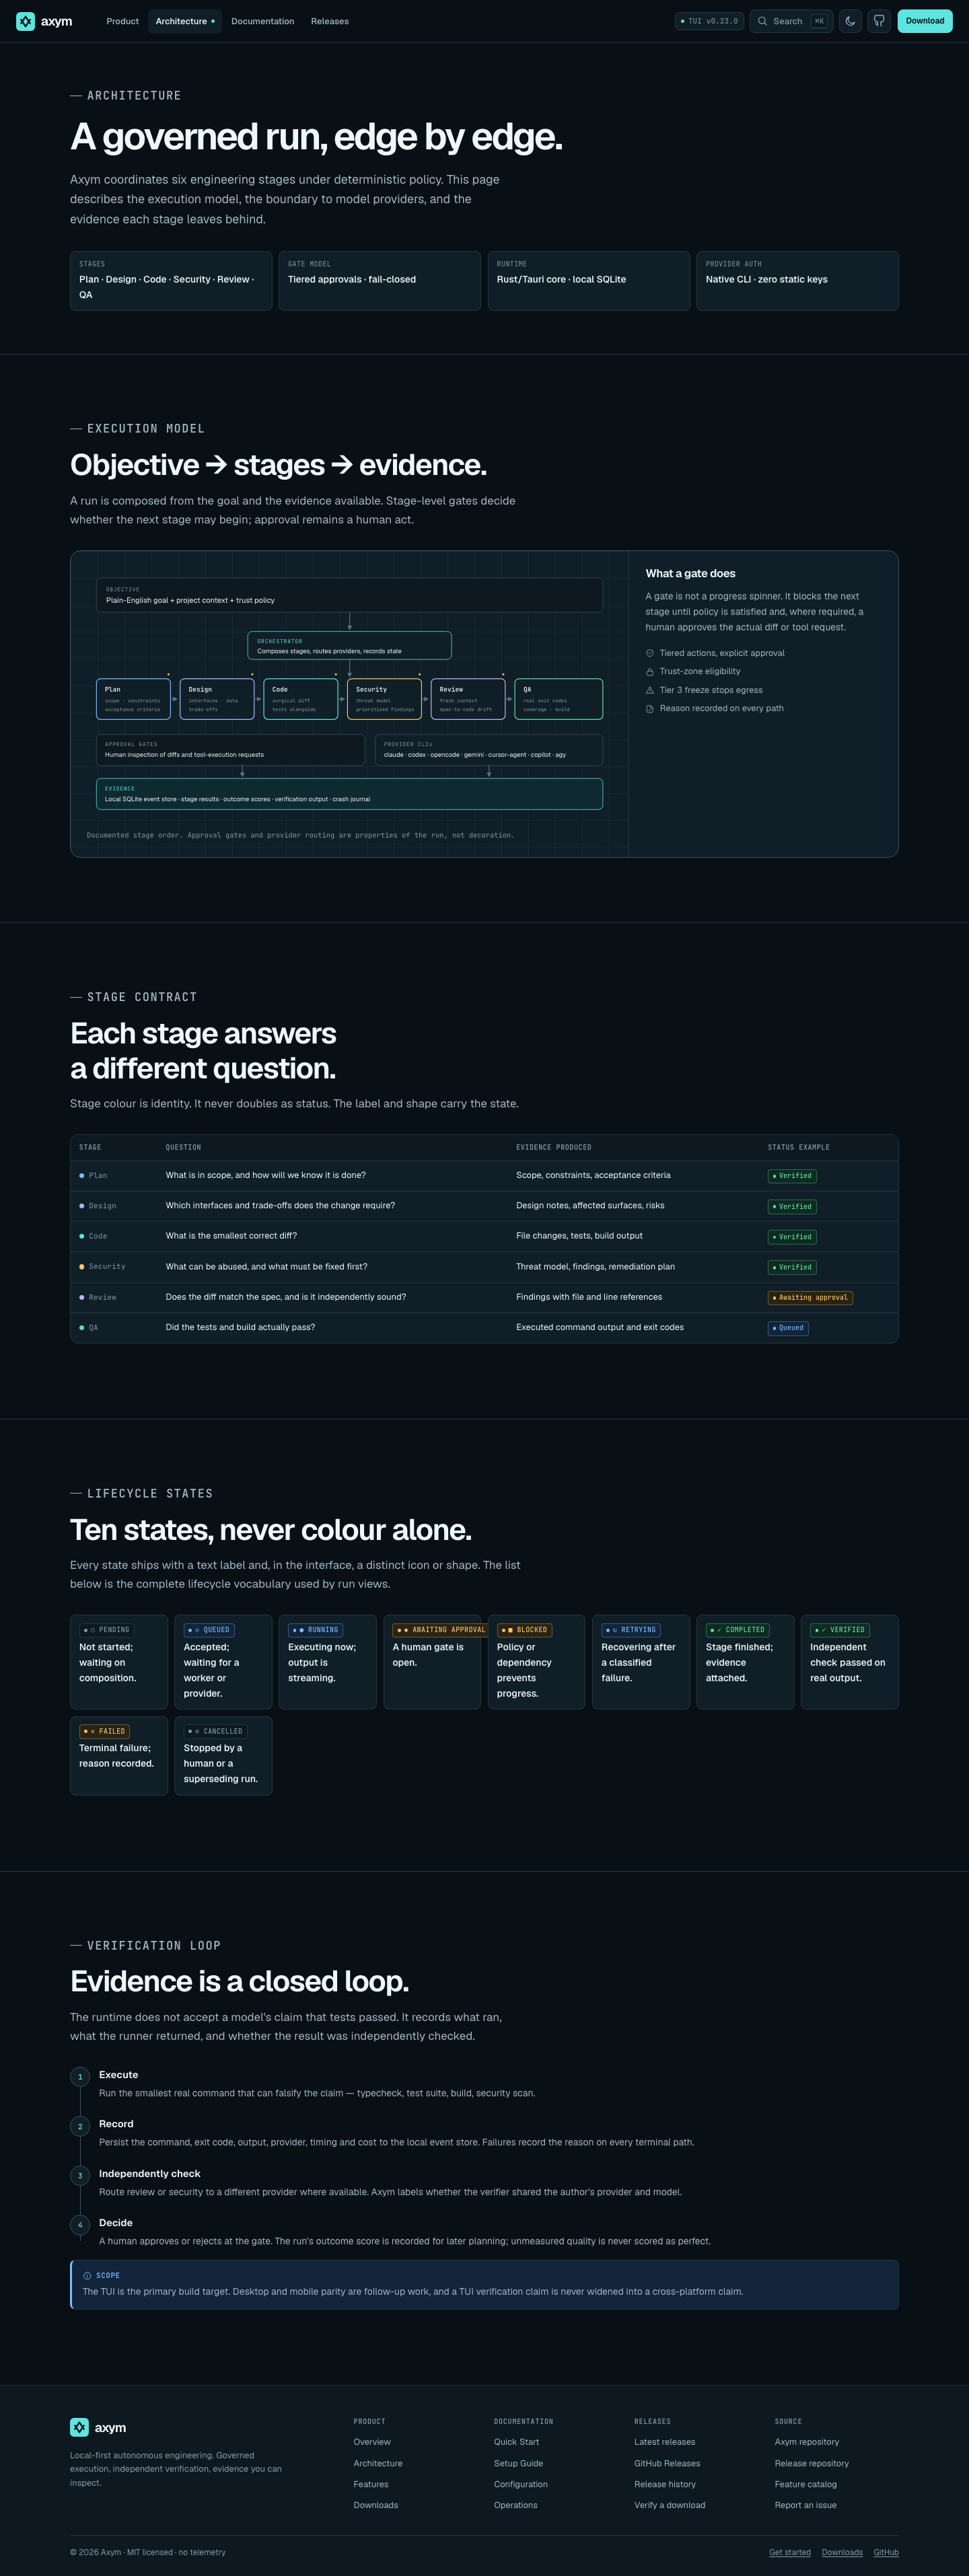 axym
Product
Architecture
Documentation
Releases
TUI v0.23.0
Search
⌘K
Download
ARCHITECTURE
A governed run, edge by edge.
Axym coordinates six engineering stages under deterministic policy. This page
describes the execution model, the boundary to model providers, and the
evidence each stage leaves behind.
STAGES
Plan · Design · Code · Security · Review ·
QA
GATE MODEL
Tiered approvals · fail-closed
RUNTIME
Rust/Tauri core · local SQLite
PROVIDER AUTH
Native CLI · zero static keys
EXECUTION MODEL
Objective → stages → evidence.
A run is composed from the goal and the evidence available. Stage-level gates decide
whether the next stage may begin; approval remains a human act.
OBJECTIVE
Plain-English goal + project context + trust policy
ORCHESTRATOR
Composes stages, routes providers, records state
Plan
scope · constraints
acceptance criteria
Design
interfaces · data
trade-offs
Code
surgical diff
tests alongside
Security
threat model
prioritized findings
Review
fresh context
spec-to-code drift
QA
real exit codes
coverage · build
APPROVAL GATES
Human inspection of diffs and tool-execution requests
PROVIDER CLIs
claude · codex · opencode · gemini · cursor-agent · copilot · agy
EVIDENCE
Local SQLite event store · stage results · outcome scores · verification output · crash journal
Documented stage order. Approval gates and provider routing are properties of the run, not decoration.
What a gate does
A gate is not a progress spinner. It blocks the next
stage until policy is satisfied and, where required, a
human approves the actual diff or tool request.
Tiered actions, explicit approval
Trust-zone eligibility
Tier 3 freeze stops egress
Reason recorded on every path
STAGE CONTRACT
Each stage answers
a different question.
Stage colour is identity. It never doubles as status. The label and shape carry the state.
STAGE QUESTION EVIDENCE PRODUCED STATUS EXAMPLE
Plan What is in scope, and how will we know it is done? Scope, constraints, acceptance criteria Verified
Design Which interfaces and trade-offs does the change require? Design notes, affected surfaces, risks Verified
Code What is the smallest correct diff? File changes, tests, build output Verified
Security What can be abused, and what must be fixed first? Threat model, findings, remediation plan Verified
Review Does the diff match the spec, and is it independently sound? Findings with file and line references Awaiting approval
QA Did the tests and build actually pass? Executed command output and exit codes Queued
LIFECYCLE STATES
Ten states, never colour alone.
Every state ships with a text label and, in the interface, a distinct icon or shape. The list
below is the complete lifecycle vocabulary used by run views.
○ PENDING
Not started;
waiting on
composition.
◇ QUEUED
Accepted;
waiting for a
worker or
provider.
● RUNNING
Executing now;
output is
streaming.
◆ AWAITING APPROVAL
A human gate is
open.
■ BLOCKED
Policy or
dependency
prevents
progress.
↻ RETRYING
Recovering after
a classified
failure.
✓ COMPLETED
Stage finished;
evidence
attached.
✓ VERIFIED
Independent
check passed on
real output.
✕ FAILED
Terminal failure;
reason recorded.
⊘ CANCELLED
Stopped by a
human or a
superseding run.
VERIFICATION LOOP
Evidence is a closed loop.
The runtime does not accept a model's claim that tests passed. It records what ran,
what the runner returned, and whether the result was independently checked.
1
Execute
Run the smallest real command that can falsify the claim — typecheck, test suite, build, security scan.
2
Record
Persist the command, exit code, output, provider, timing and cost to the local event store. Failures record the reason on every terminal path.
3
Independently check
Route review or security to a different provider where available. Axym labels whether the verifier shared the author's provider and model.
4
Decide
A human approves or rejects at the gate. The run's outcome score is recorded for later planning; unmeasured quality is never scored as perfect.
SCOPE
The TUI is the primary build target. Desktop and mobile parity are follow-up work, and a TUI verification claim is never widened into a cross-platform claim.
axym
Local-first autonomous engineering. Governed
execution, independent verification, evidence you can
inspect.
PRODUCT
Overview
Architecture
Features
Downloads
DOCUMENTATION
Quick Start
Setup Guide
Configuration
Operations
RELEASES
Latest releases
GitHub Releases
Release history
Verify a download
SOURCE
Axym repository
Release repository
Feature catalog
Report an issue
© 2026 Axym · MIT licensed · no telemetry
Get started
Downloads
GitHub